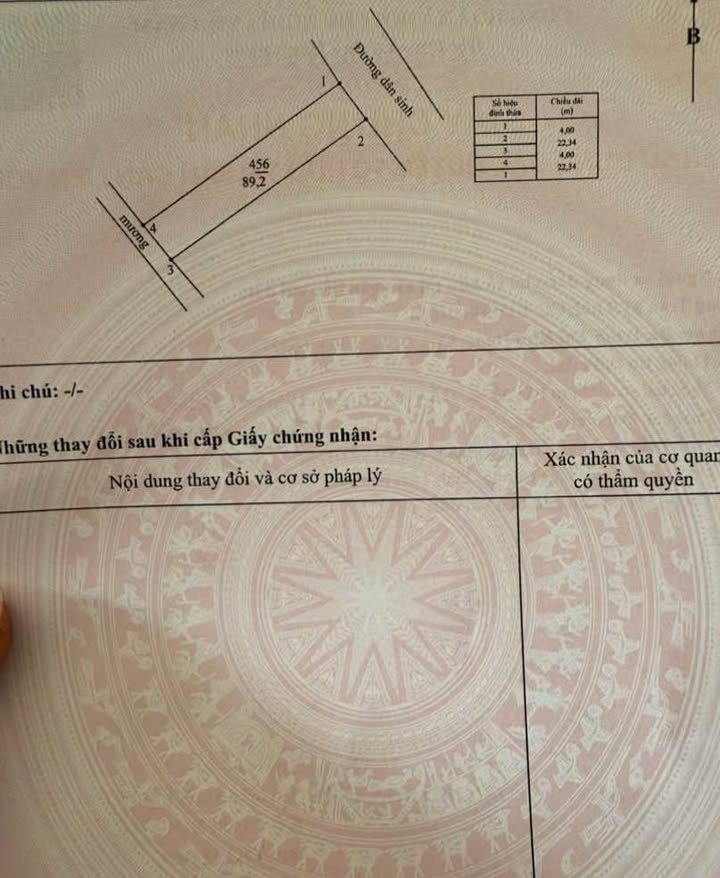 B
Đường dân sinh
1
2
456
89,2
4
3
mương
Số hiệu đỉnh thửa
Chiều dài (m)
1
2
3
4
1
4,00
22,34
4,00
22,34
hi chú: -/-
Những thay đổi sau khi cấp Giấy chứng nhận:
Nội dung thay đổi và cơ sở pháp lý
Xác nhận của cơ quan
có thẩm quyền